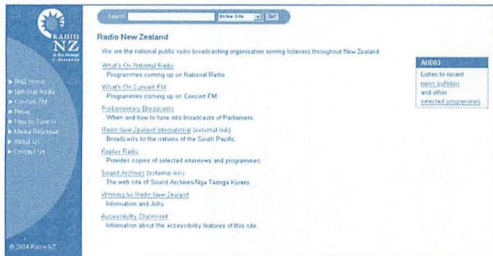 Search
Entire Site
Go!
RADIO
NZ
Radio New Zealand
We are the national public radio broadcasting organisation serving listeners throughout New Zealand
What's On National Radio
Programmes coming up on National Radio.
What's On Concert FM
Programmes coming up on Concert FM.
Parliamentary Broadcasts
When and how to tune into broadcasts of Parliament.
Radio New Zealand International (external link)
Broadcasts to the nations of the South Pacific.
Replay Radio
Provides copies of selected interviews and programmes.
Sound Archives (external link)
The web site of Sound Archives/Nga Taonga Korero
Working for Radio New Zealand
Information and Jobs
Accessibility Statement
Information about the accessibility features of this site.
AUDIO
Listen to recent
news bulletins
and other
selected programmes
RNZ Home
National Radio
Concert FM
News
How to Tune In
Media Releases
About Us
Contact Us
© 2004 Radio NZ